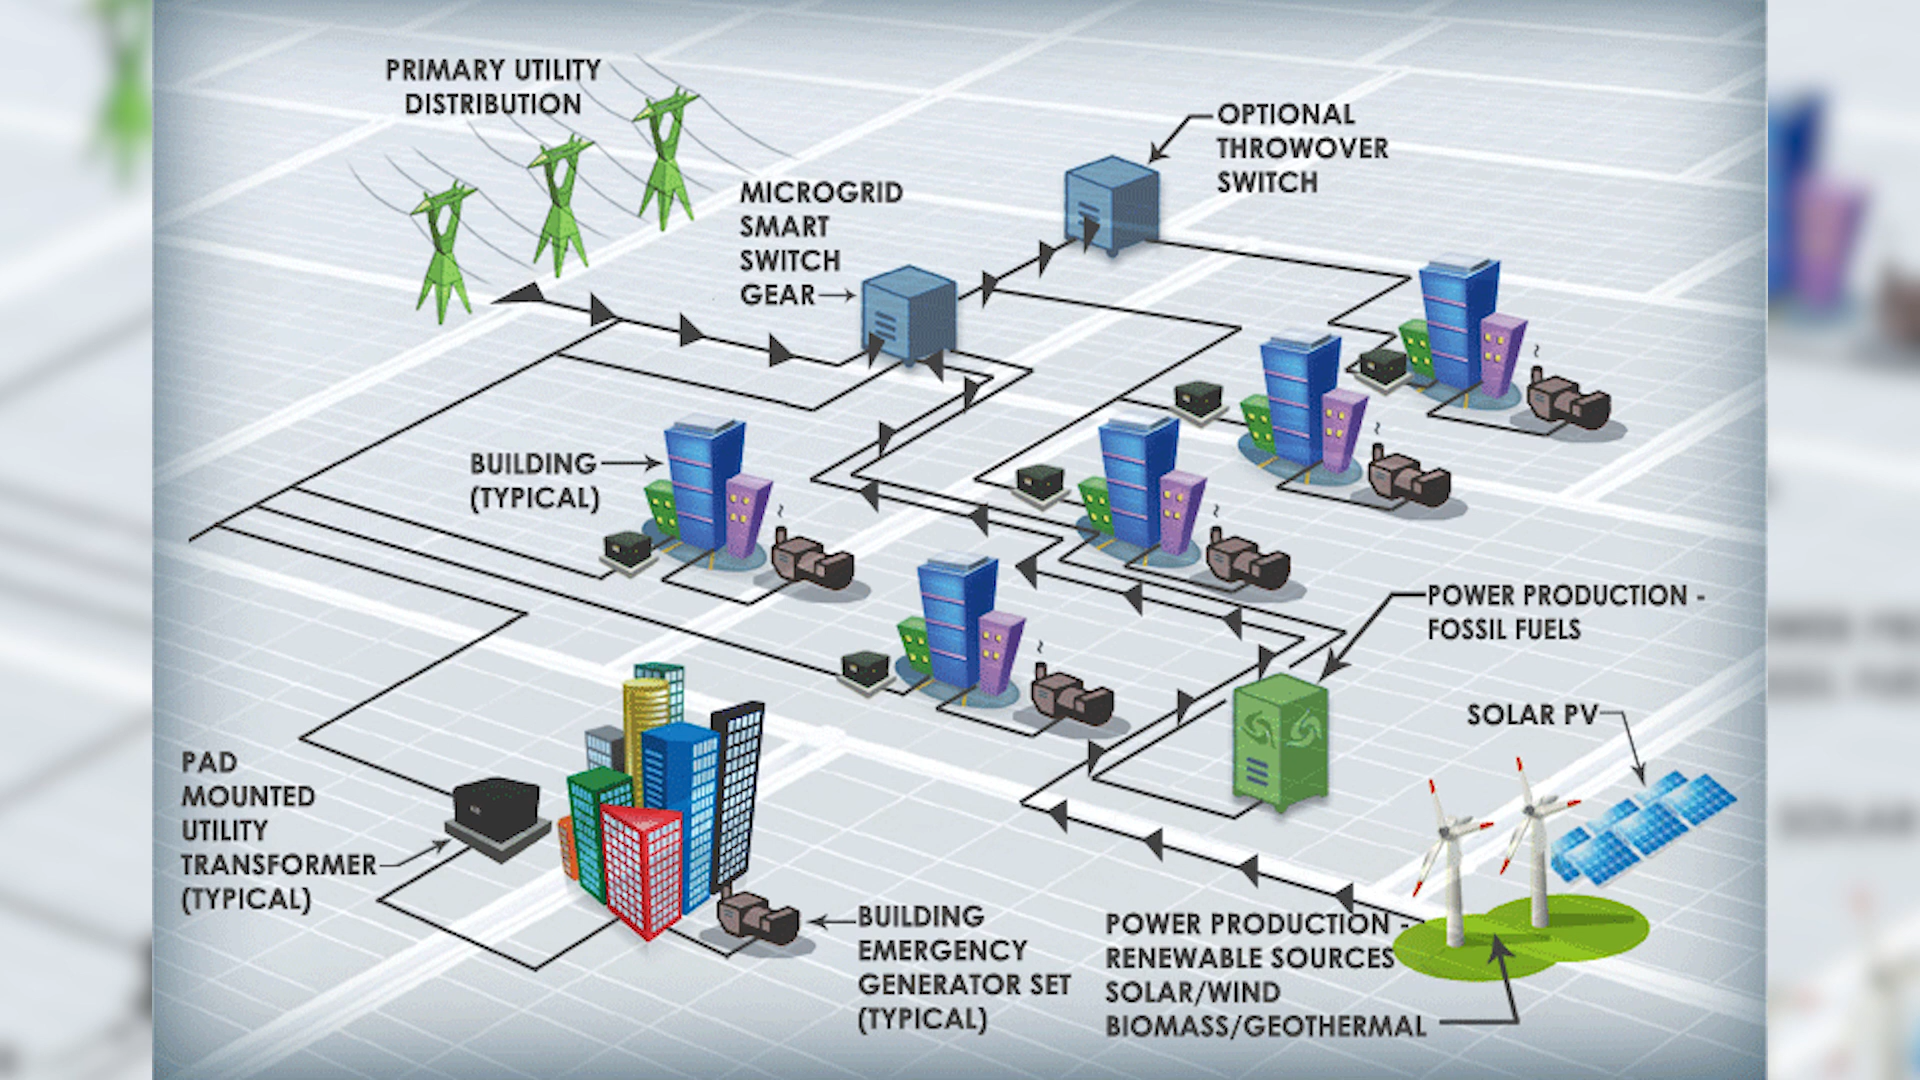 PRIMARY UTILITY
DISTRIBUTION
OPTIONAL
THROWOVER
SWITCH
MICROGRID
SMART
SWITCH
GEAR
BUILDING
(TYPICAL)
POWER PRODUCTION -
FOSSIL FUELS
SOLAR PV
PAD
MOUNTED
UTILITY
TRANSFORMER
(TYPICAL)
BUILDING
EMERGENCY
GENERATOR SET
(TYPICAL)
POWER PRODUCTION -
RENEWABLE SOURCES
SOLAR/WIND
BIOMASS/GEOTHERMAL